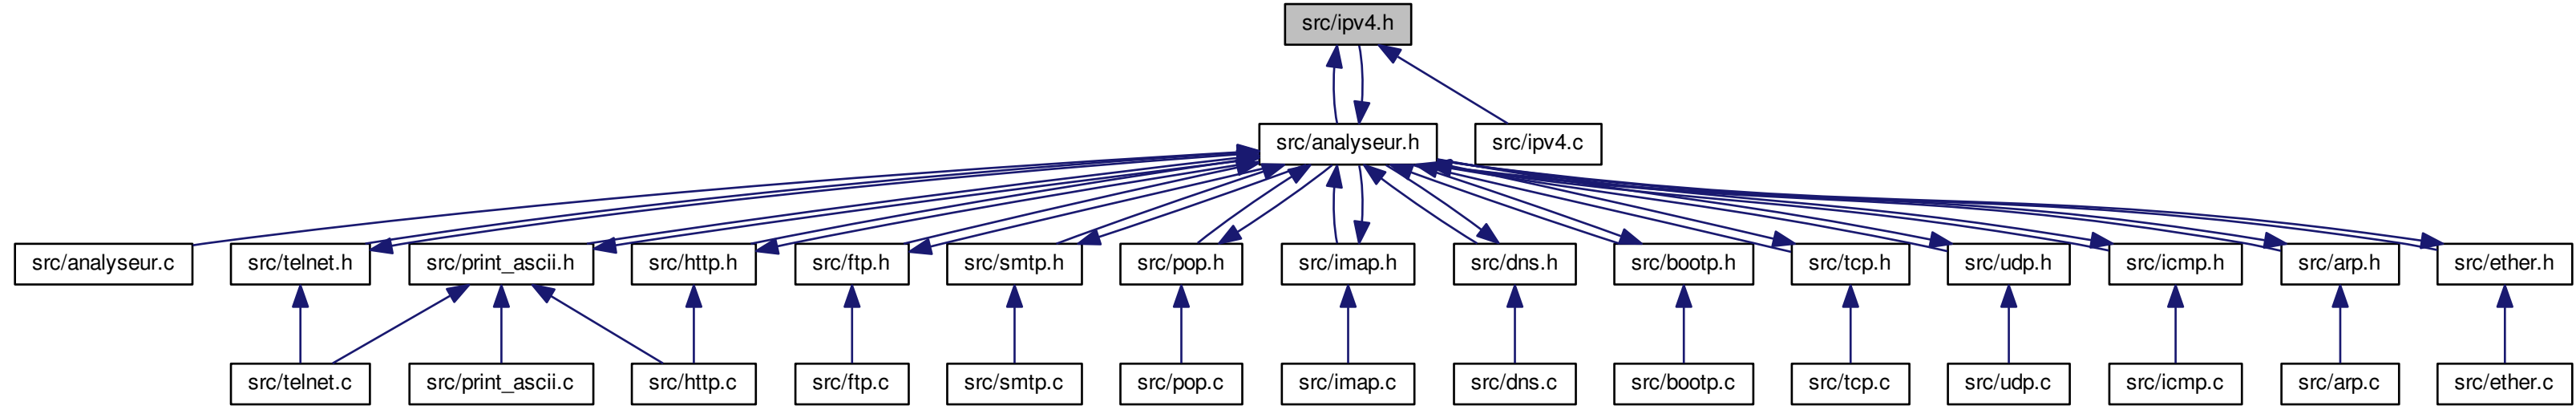 src/ipv4.h
src/analyseur.h
src/ipv4.c
src/analyseur.c
src/telnet.h
src/print_ascii.h
src/http.h
src/ftp.h
src/smtp.h
src/pop.h
src/imap.h
src/dns.h
src/bootp.h
src/tcp.h
src/udp.h
src/icmp.h
src/arp.h
src/ether.h
src/telnet.c
src/print_ascii.c
src/http.c
src/ftp.c
src/smtp.c
src/pop.c
src/imap.c
src/dns.c
src/bootp.c
src/tcp.c
src/udp.c
src/icmp.c
src/arp.c
src/ether.c